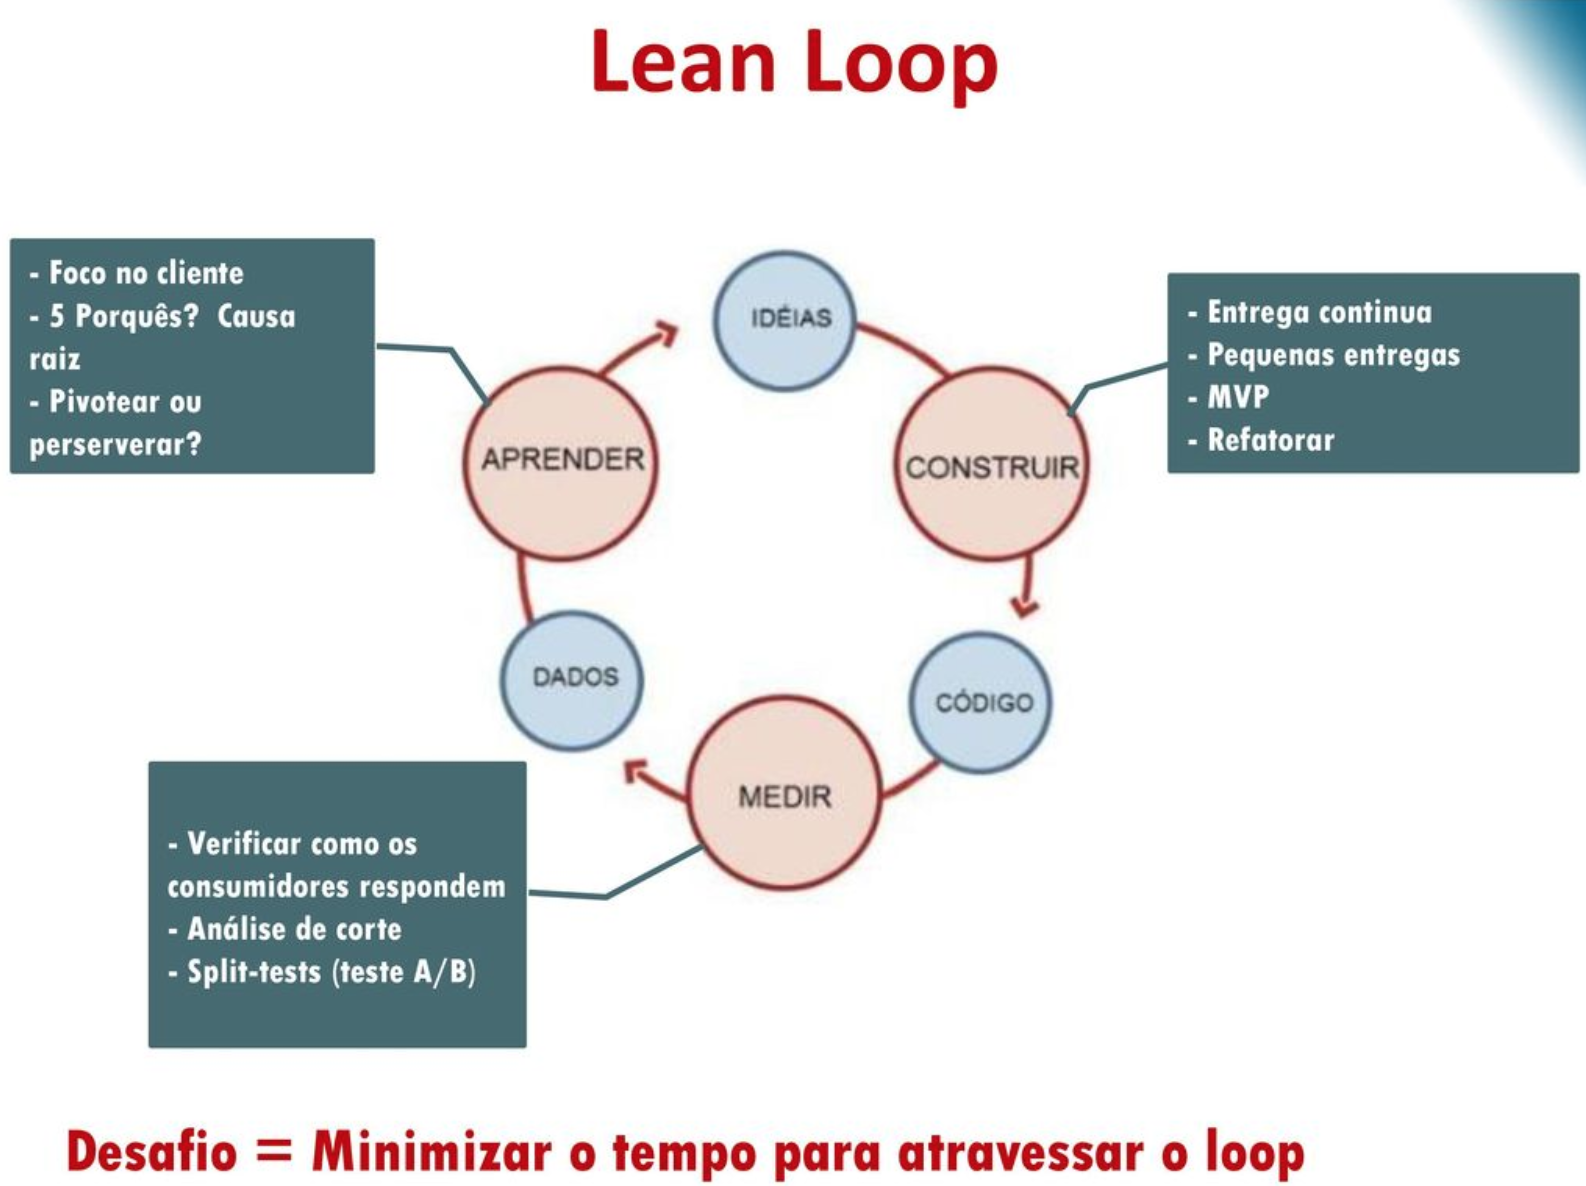 Lean Loop
- Foco no cliente
- 5 Porquês?  Causa
raiz
- Pivotear ou
perserverar?
IDÉIAS
- Entrega continua
- Pequenas entregas
- MVP
- Refatorar
APRENDER
CONSTRUIR
DADOS
CÓDIGO
MEDIR
- Verificar como os
consumidores respondem
- Análise de corte
- Split-tests (teste A/B)
Desafio = Minimizar o tempo para atravessar o loop